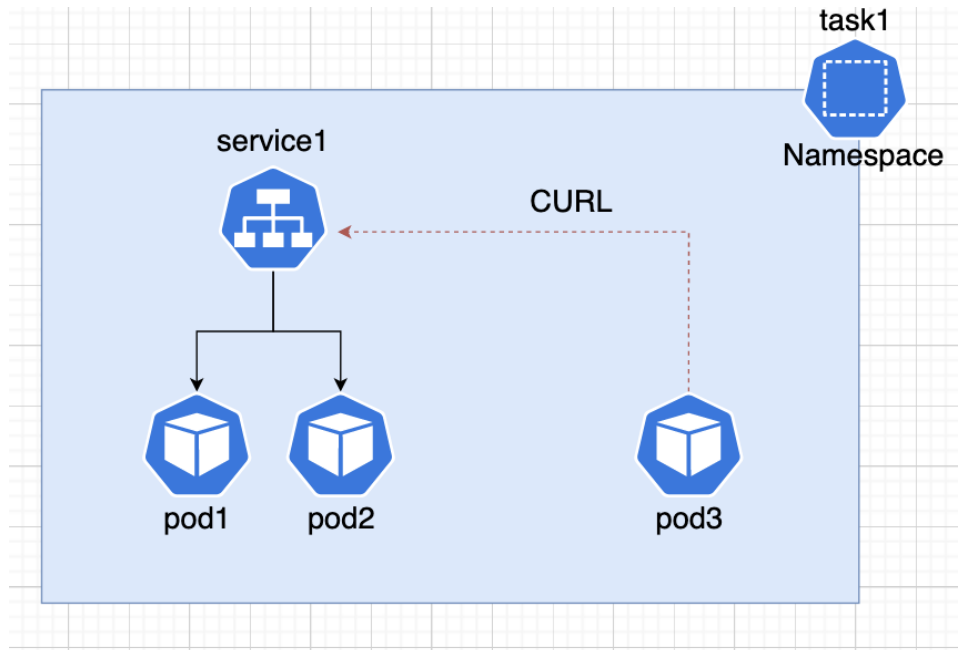 task1
Namespace
service1
CURL
pod1
pod2
pod3